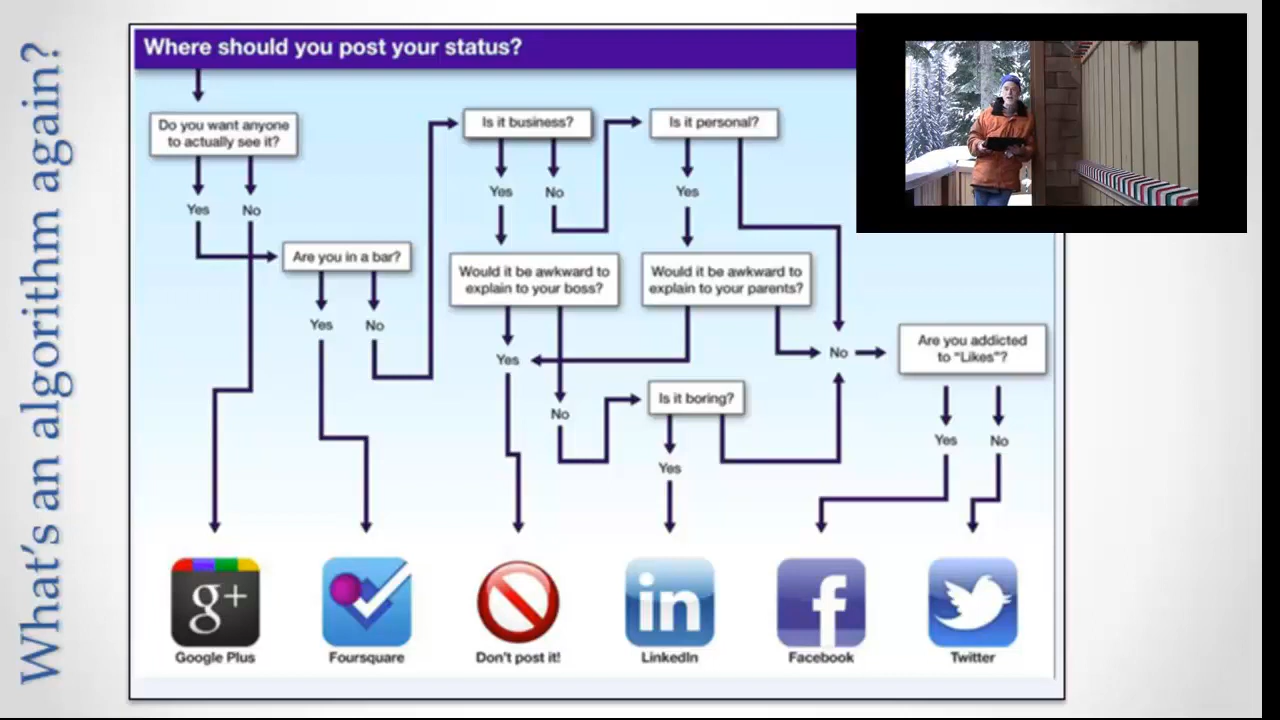 What's an algorithm again?
Where should you post your status?
Do you want anyone
to actually see it?
Yes
No
Are you in a bar?
Yes
No
Is it business?
Yes
No
Is it personal?
Yes
Would it be awkward to
explain to your boss?
Would it be awkward to
explain to your parents?
Yes
No
No
Is it boring?
Yes
Are you addicted
to "Likes"?
Yes
No
g+
in
f
Google Plus
Foursquare
Don't post it!
LinkedIn
Facebook
Twitter